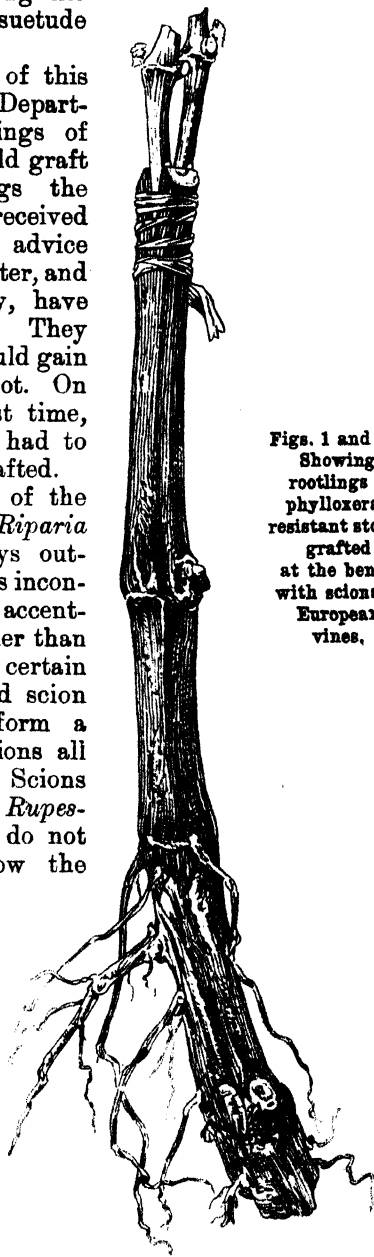 suetude
of this
Depart-
ings of
ld graft
gs the
received
advice
ter, and
y, have
They
uld gain
ot. On
st time,
had to
afted.
of the
Riparia
ys out-
s incon-
accent-
er than
certain
d scion
form a
ions all
Scions
Rupes-
do not
ow the
Figs. 1 and
Showing
rootlings
phylloxera
resistant sto
grafted
at the ben
with scions
European
vines,